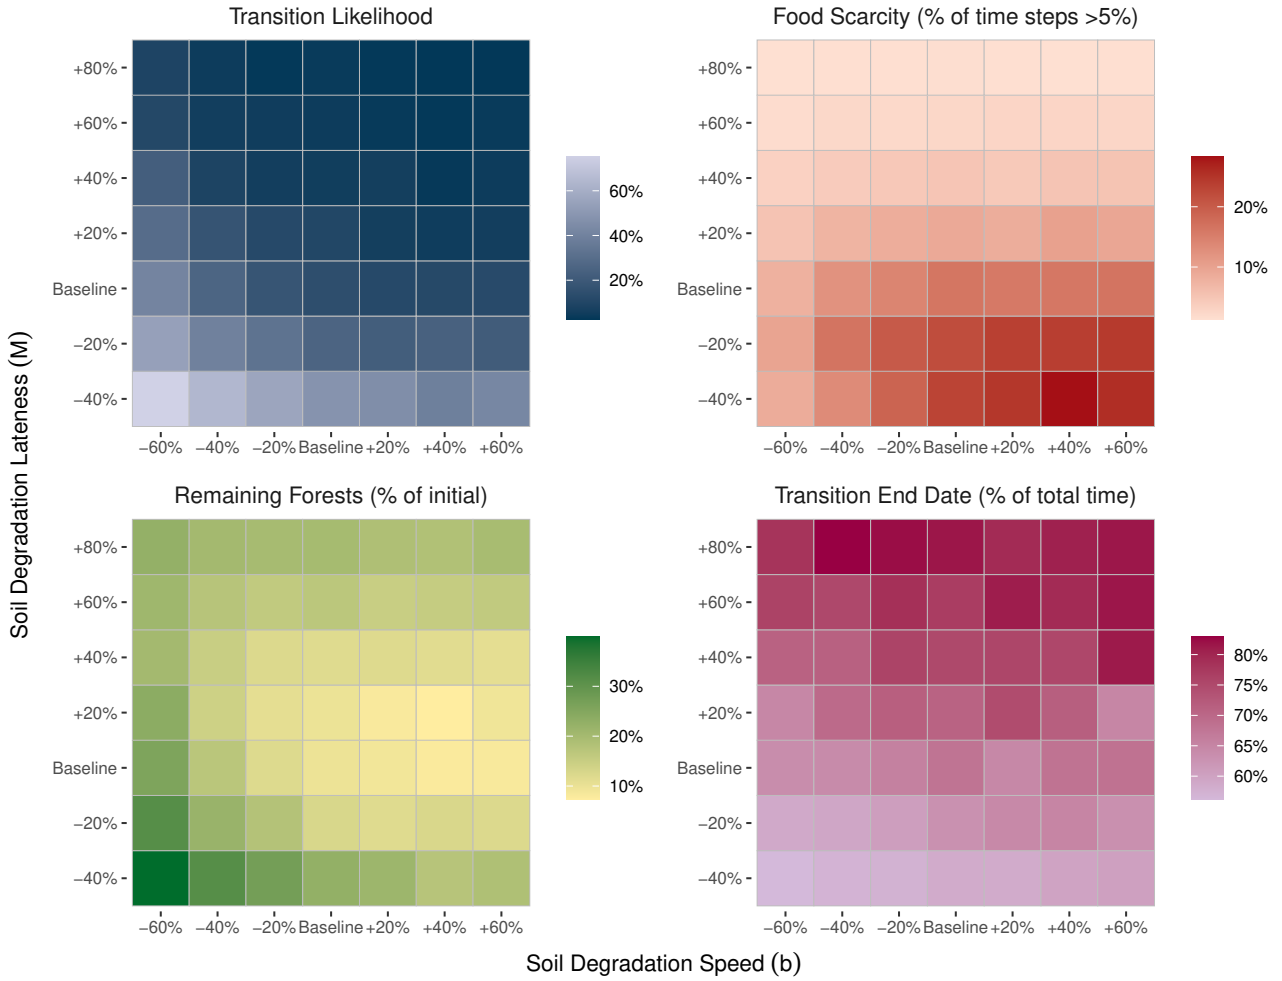 Transition Likelihood
+80%
+60%
+40%
+20%
Baseline
−20%
−40%
−60% −40% −20% Baseline +20% +40% +60%
60%
40%
20%
Food Scarcity (% of time steps >5%)
+80%
+60%
+40%
+20%
Baseline
−20%
−40%
−60% −40% −20% Baseline +20% +40% +60%
20%
10%
Soil Degradation Lateness (M)
Remaining Forests (% of initial)
+80%
+60%
+40%
+20%
Baseline
−20%
−40%
−60% −40% −20% Baseline +20% +40% +60%
30%
20%
10%
Transition End Date (% of total time)
+80%
+60%
+40%
+20%
Baseline
−20%
−40%
−60% −40% −20% Baseline +20% +40% +60%
80%
75%
70%
65%
60%
Soil Degradation Speed (b)